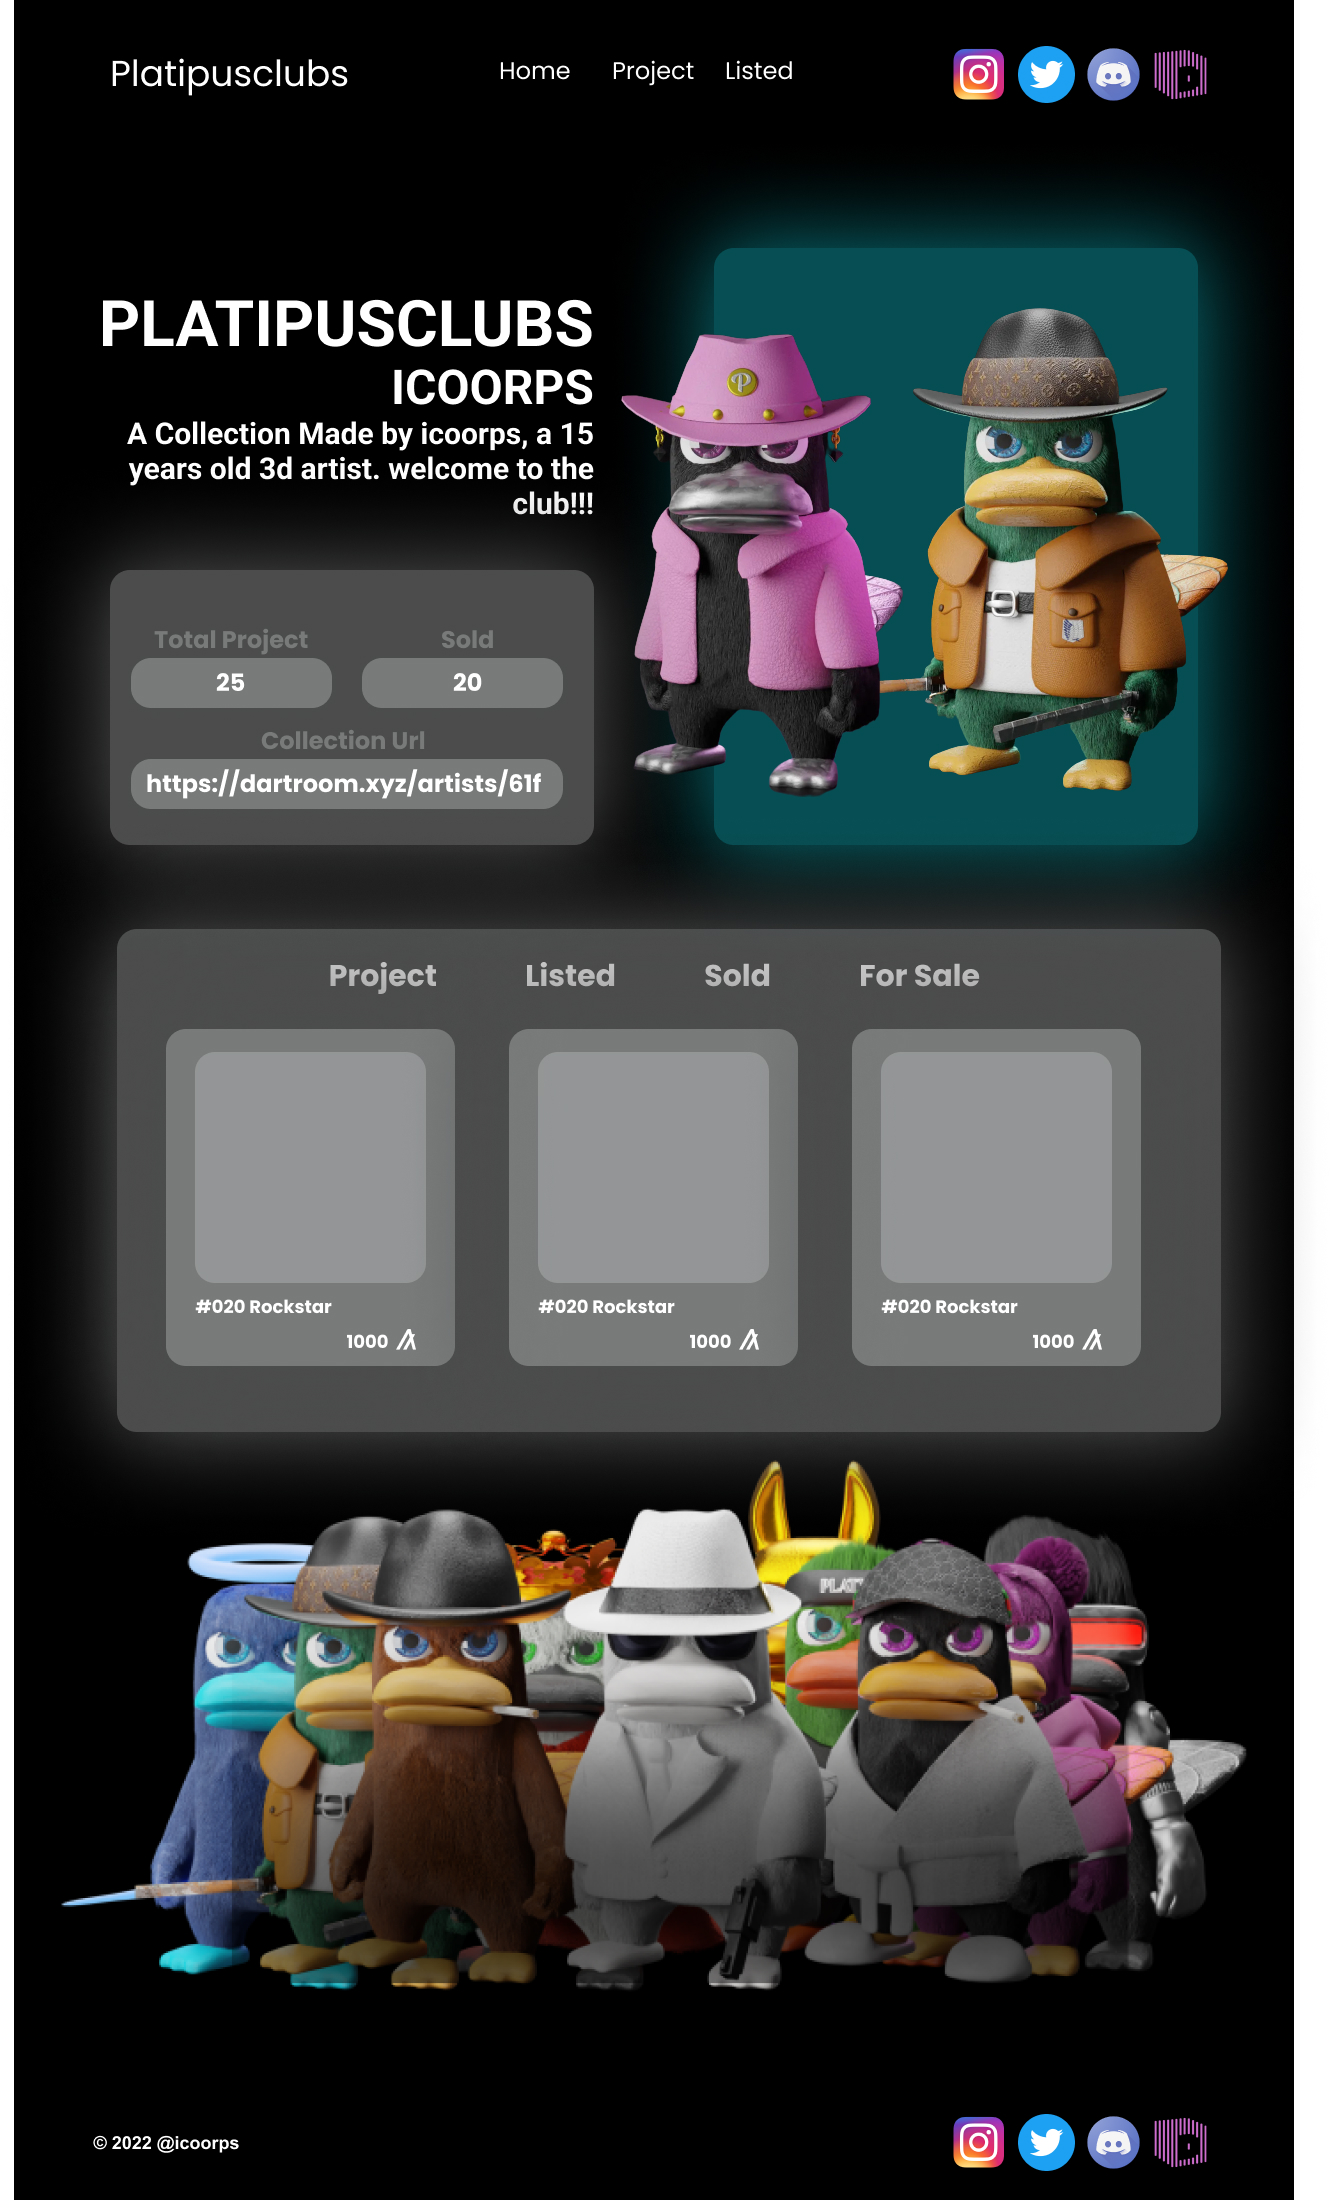 Platipusclubs
Home Project Listed
PLATIPUSCLUBS
ICOORPS
A Collection Made by icoorps, a 15
years old 3d artist. welcome to the
club!!!
Total Project Sold
25 20
Collection Url
https://dartroom.xyz/artists/61f
Project Listed Sold For Sale
#020 Rockstar #020 Rockstar #020 Rockstar
1000 1000 1000
© 2022 @icoorps